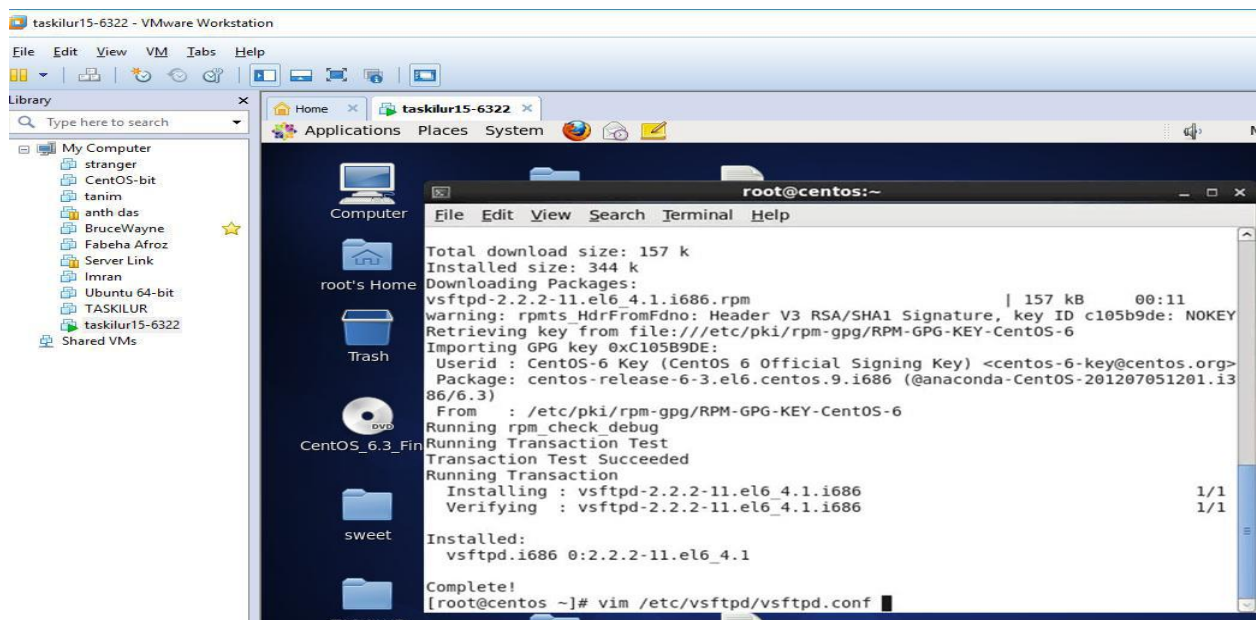 taskilur15-6322 - VMware Workstation
File Edit View VM Tabs Help
Library
Type here to search
My Computer
stranger
CentOS-bit
tanim
anth das
BruceWayne
Fabeha Afroz
Server Link
Imran
Ubuntu 64-bit
TASKILUR
taskilur15-6322
Shared VMs
Home
taskilur15-6322
Applications Places System
Computer
root's Home
Trash
DVD
CentOS_6.3_Fin
sweet
root@centos:~
File Edit View Search Terminal Help
Total download size: 157 k
Installed size: 344 k
Downloading Packages:
vsftpd-2.2.2-11.el6_4.1.i686.rpm | 157 kB 00:11
warning: rpmts_HdrFromFdno: Header V3 RSA/SHA1 Signature, key ID c105b9de: NOKEY
Retrieving key from file:///etc/pki/rpm-gpg/RPM-GPG-KEY-CentOS-6
Importing GPG key 0xC105B9DE:
Userid : CentOS-6 Key (CentOS 6 Official Signing Key) <centos-6-key@centos.org>
Package: centos-release-6-3.el6.centos.9.i686 (@anaconda-CentOS-201207051201.i3
86/6.3)
From : /etc/pki/rpm-gpg/RPM-GPG-KEY-CentOS-6
Running rpm_check_debug
Running Transaction Test
Transaction Test Succeeded
Running Transaction
Installing : vsftpd-2.2.2-11.el6_4.1.i686 1/1
Verifying : vsftpd-2.2.2-11.el6_4.1.i686 1/1
Installed:
vsftpd.i686 0:2.2.2-11.el6_4.1
Complete!
[root@centos ~]# vim /etc/vsftpd/vsftpd.conf